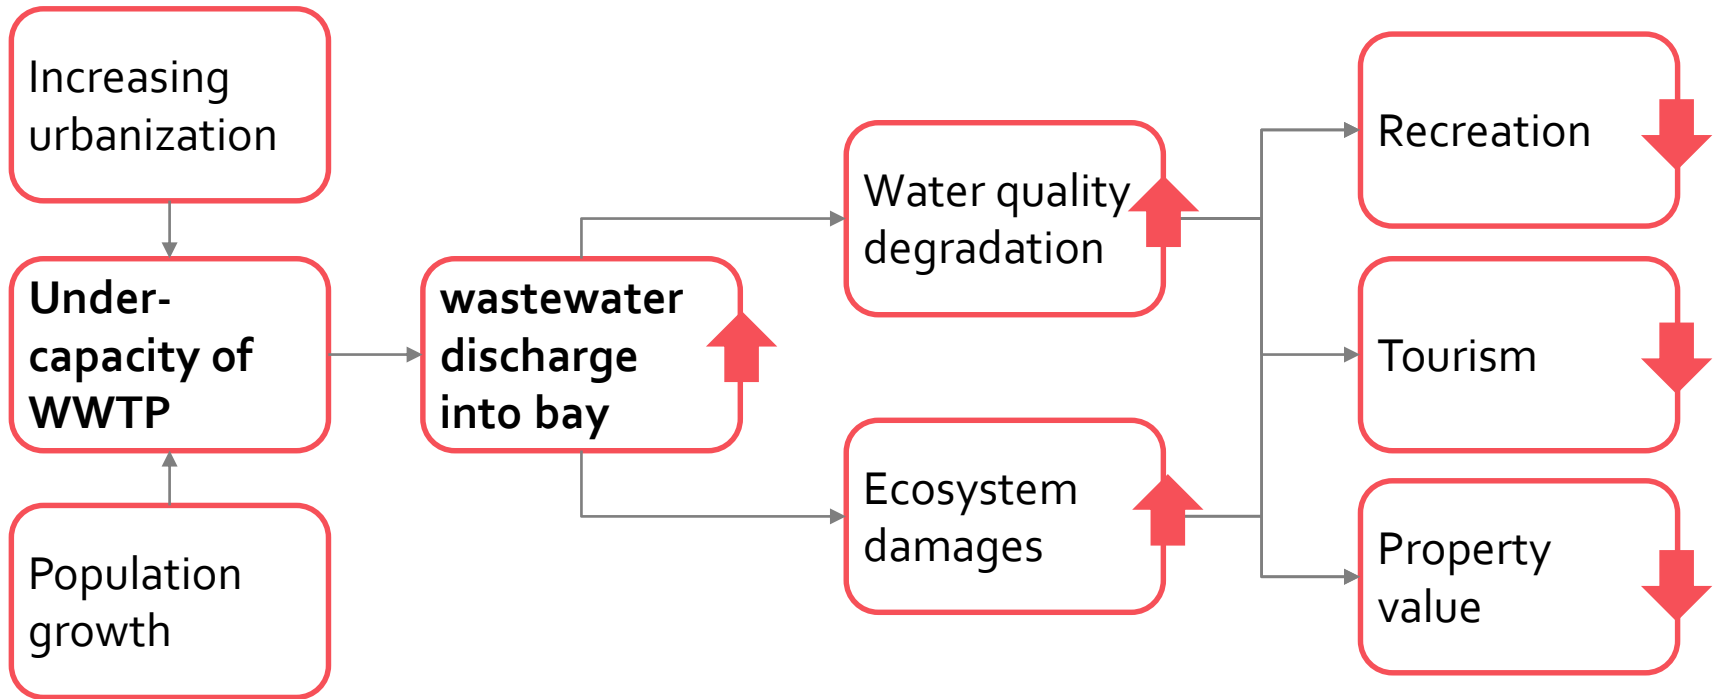 Increasing
urbanization
Under-
capacity of
WWTP
Population
growth
wastewater
discharge
into bay
Water quality
degradation
Ecosystem
damages
Recreation
Tourism
Property
value